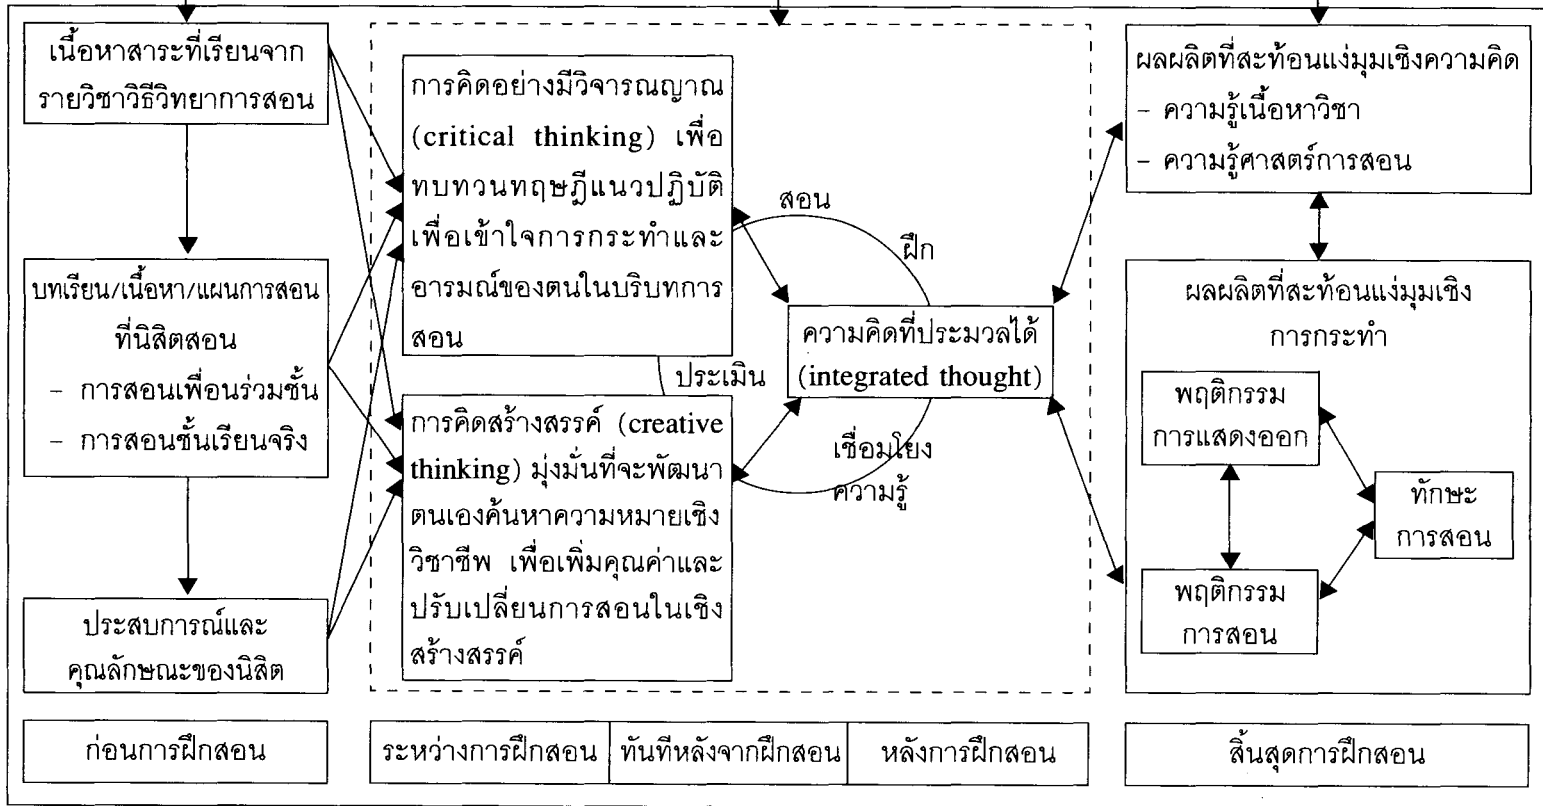 เนื้อหาสาระที่เรียนจาก
รายวิชาวิธีวิทยาการสอน
บทเรียน/เนื้อหา/แผนการสอน
ที่นิสิตสอน
– การสอนเพื่อนร่วมชั้น
– การสอนชั้นเรียนจริง
ประสบการณ์และ
คุณลักษณะของนิสิต
การคิดอย่างมีวิจารณญาณ
(critical thinking) เพื่อ
ทบทวนทฤษฎีแนวปฏิบัติ
เพื่อเข้าใจการกระทำและ
อารมณ์ของตนในบริบทการ
สอน
การคิดสร้างสรรค์ (creative
thinking) มุ่งมั่นที่จะพัฒนา
ตนเองค้นหาความหมายเชิง
วิชาชีพ เพื่อเพิ่มคุณค่าและ
ปรับเปลี่ยนการสอนในเชิง
สร้างสรรค์
สอน
ฝึก
ประเมิน
ความคิดที่ประมวลได้
(integrated thought)
เชื่อมโยง
ความรู้
ผลผลิตที่สะท้อนแง่มุมเชิงความคิด
– ความรู้เนื้อหาวิชา
– ความรู้ศาสตร์การสอน
ผลผลิตที่สะท้อนแง่มุมเชิง
การกระทำ
พฤติกรรม
การแสดงออก
ทักษะ
การสอน
พฤติกรรม
การสอน
ก่อนการฝึกสอน
ระหว่างการฝึกสอน
ทันทีหลังจากฝึกสอน
หลังการฝึกสอน
สิ้นสุดการฝึกสอน